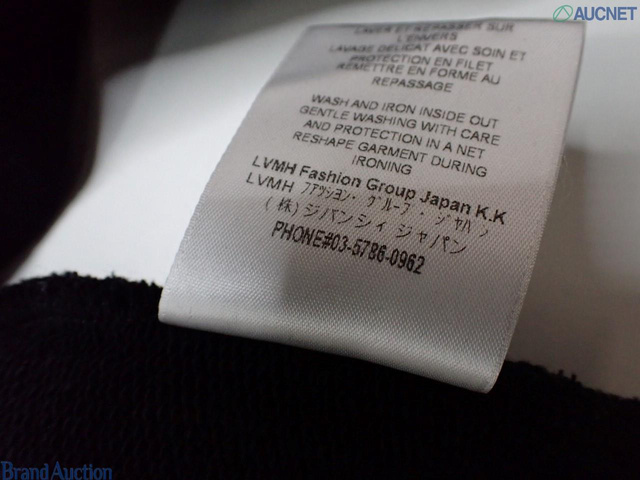 AUCNET
LAVER ET REPASSER SUR
L'ENVERS
LAVAGE DELICAT AVEC SOIN ET
PROTECTION EN FILET
REMETTRE EN FORME AU
REPASSAGE
WASH AND IRON INSIDE OUT
GENTLE WASHING WITH CARE
AND PROTECTION IN A NET
RESHAPE GARMENT DURING
IRONING
LVMH Fashion Group Japan K.K
LVMH ファッション・グループ・ジャパン
(株)ジバンシィ ジャパン
PHONE#03-5786-0962
Brand Auction